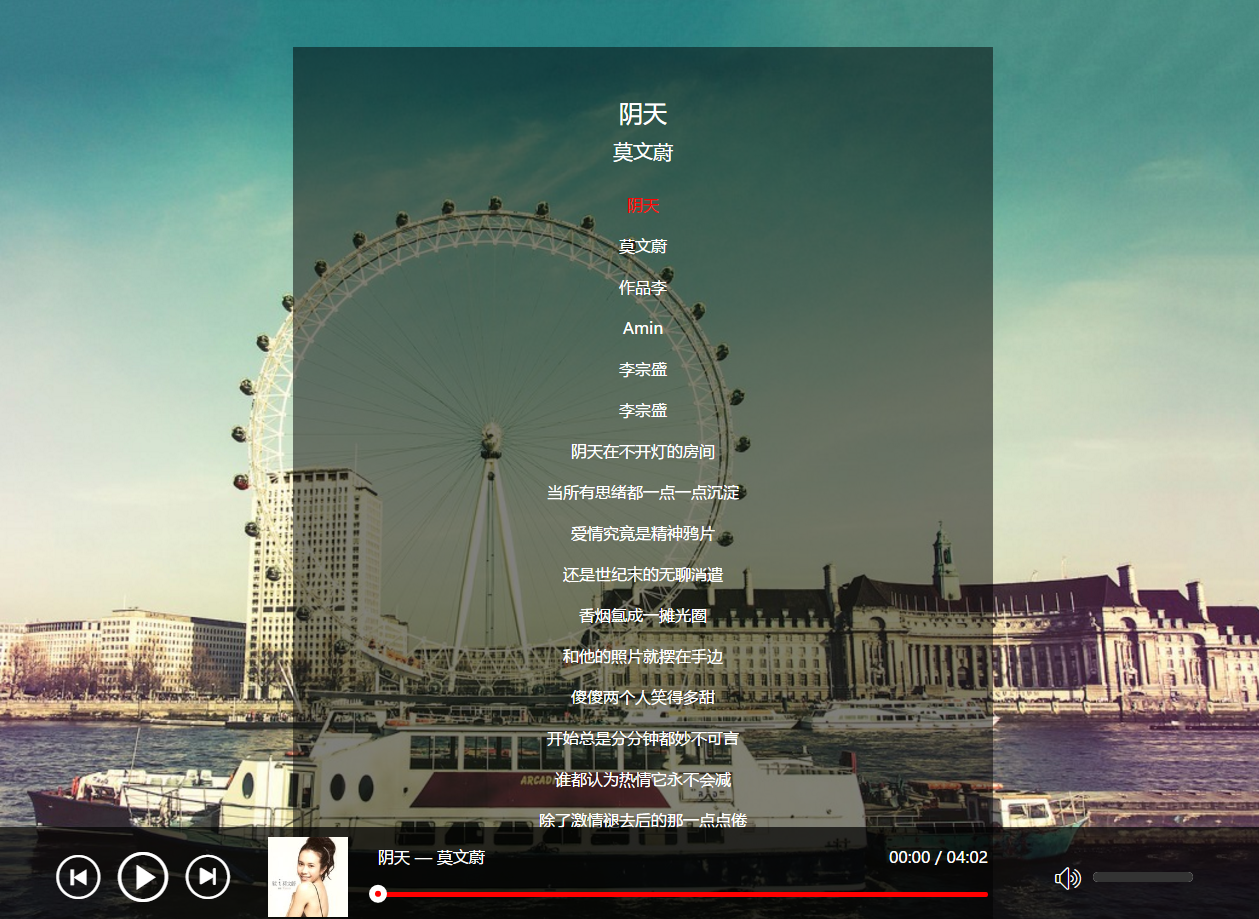 阴天
莫文蔚
阴天
莫文蔚
作品李
Amin
李宗盛
李宗盛
阴天在不开灯的房间
当所有思绪都一点一点沉淀
爱情究竟是精神鸦片
还是世纪末的无聊消遣
香烟氲成一摊光圈
和他的照片就摆在手边
傻傻两个人笑得多甜
开始总是分分钟都妙不可言
ARCAD
谁都认为热情它永不会减
除了激情褪去后的那一点点倦
阴天 — 莫文蔚
00:00 / 04:02